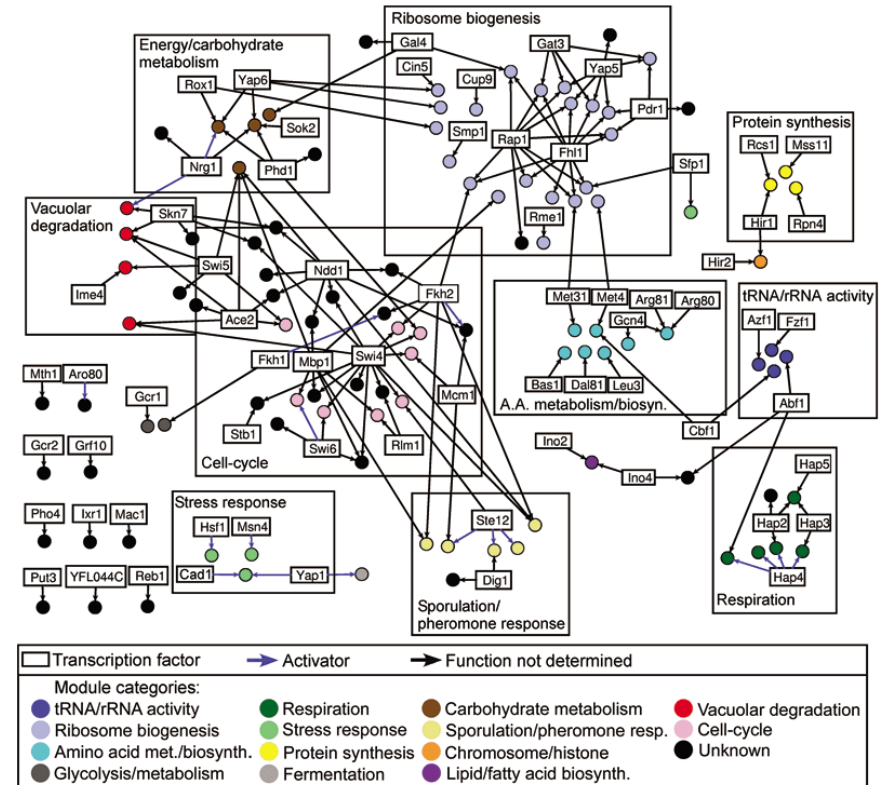 Ribosome biogenesis
Energy/carbohydrate
metabolism
Gal4
Gat3
Cin5
Yap5
Rox1
Yap6
Cup9
Pdr1
Sok2
Smp1
Rap1
Fhl1
Protein synthesis
Rcs1
Mss11
Nrg1
Phd1
Sfp1
Vacuolar
degradation
Skn7
Rme1
Hir1
Rpn4
Swi5
Ndd1
Hir2
Ime4
Fkh2
Met31
Met4
Arg81
Arg80
tRNA/rRNA activity
Ace2
Gcn4
Azf1
Fzf1
Fkh1
Mbp1
Swi4
Mth1
Aro80
Bas1
Dal81
Leu3
Gcr1
Mcm1
A.A. metabolism/biosyn.
Abf1
Stb1
Cbf1
Gcr2
Grf10
Swi6
Rlm1
Ino2
Cell-cycle
Ino4
Hap5
Stress response
Pho4
Ixr1
Mac1
Hsf1
Msn4
Ste12
Hap2
Hap3
Put3
YFL044C
Reb1
Cad1
Yap1
Dig1
Hap4
Sporulation/
pheromone response
Respiration
Transcription factor
Activator
Function not determined
Module categories:
tRNA/rRNA activity
Respiration
Carbohydrate metabolism
Vacuolar degradation
Ribosome biogenesis
Stress response
Sporulation/pheromone resp.
Cell-cycle
Amino acid met./biosynth.
Protein synthesis
Chromosome/histone
Unknown
Glycolysis/metabolism
Fermentation
Lipid/fatty acid biosynth.